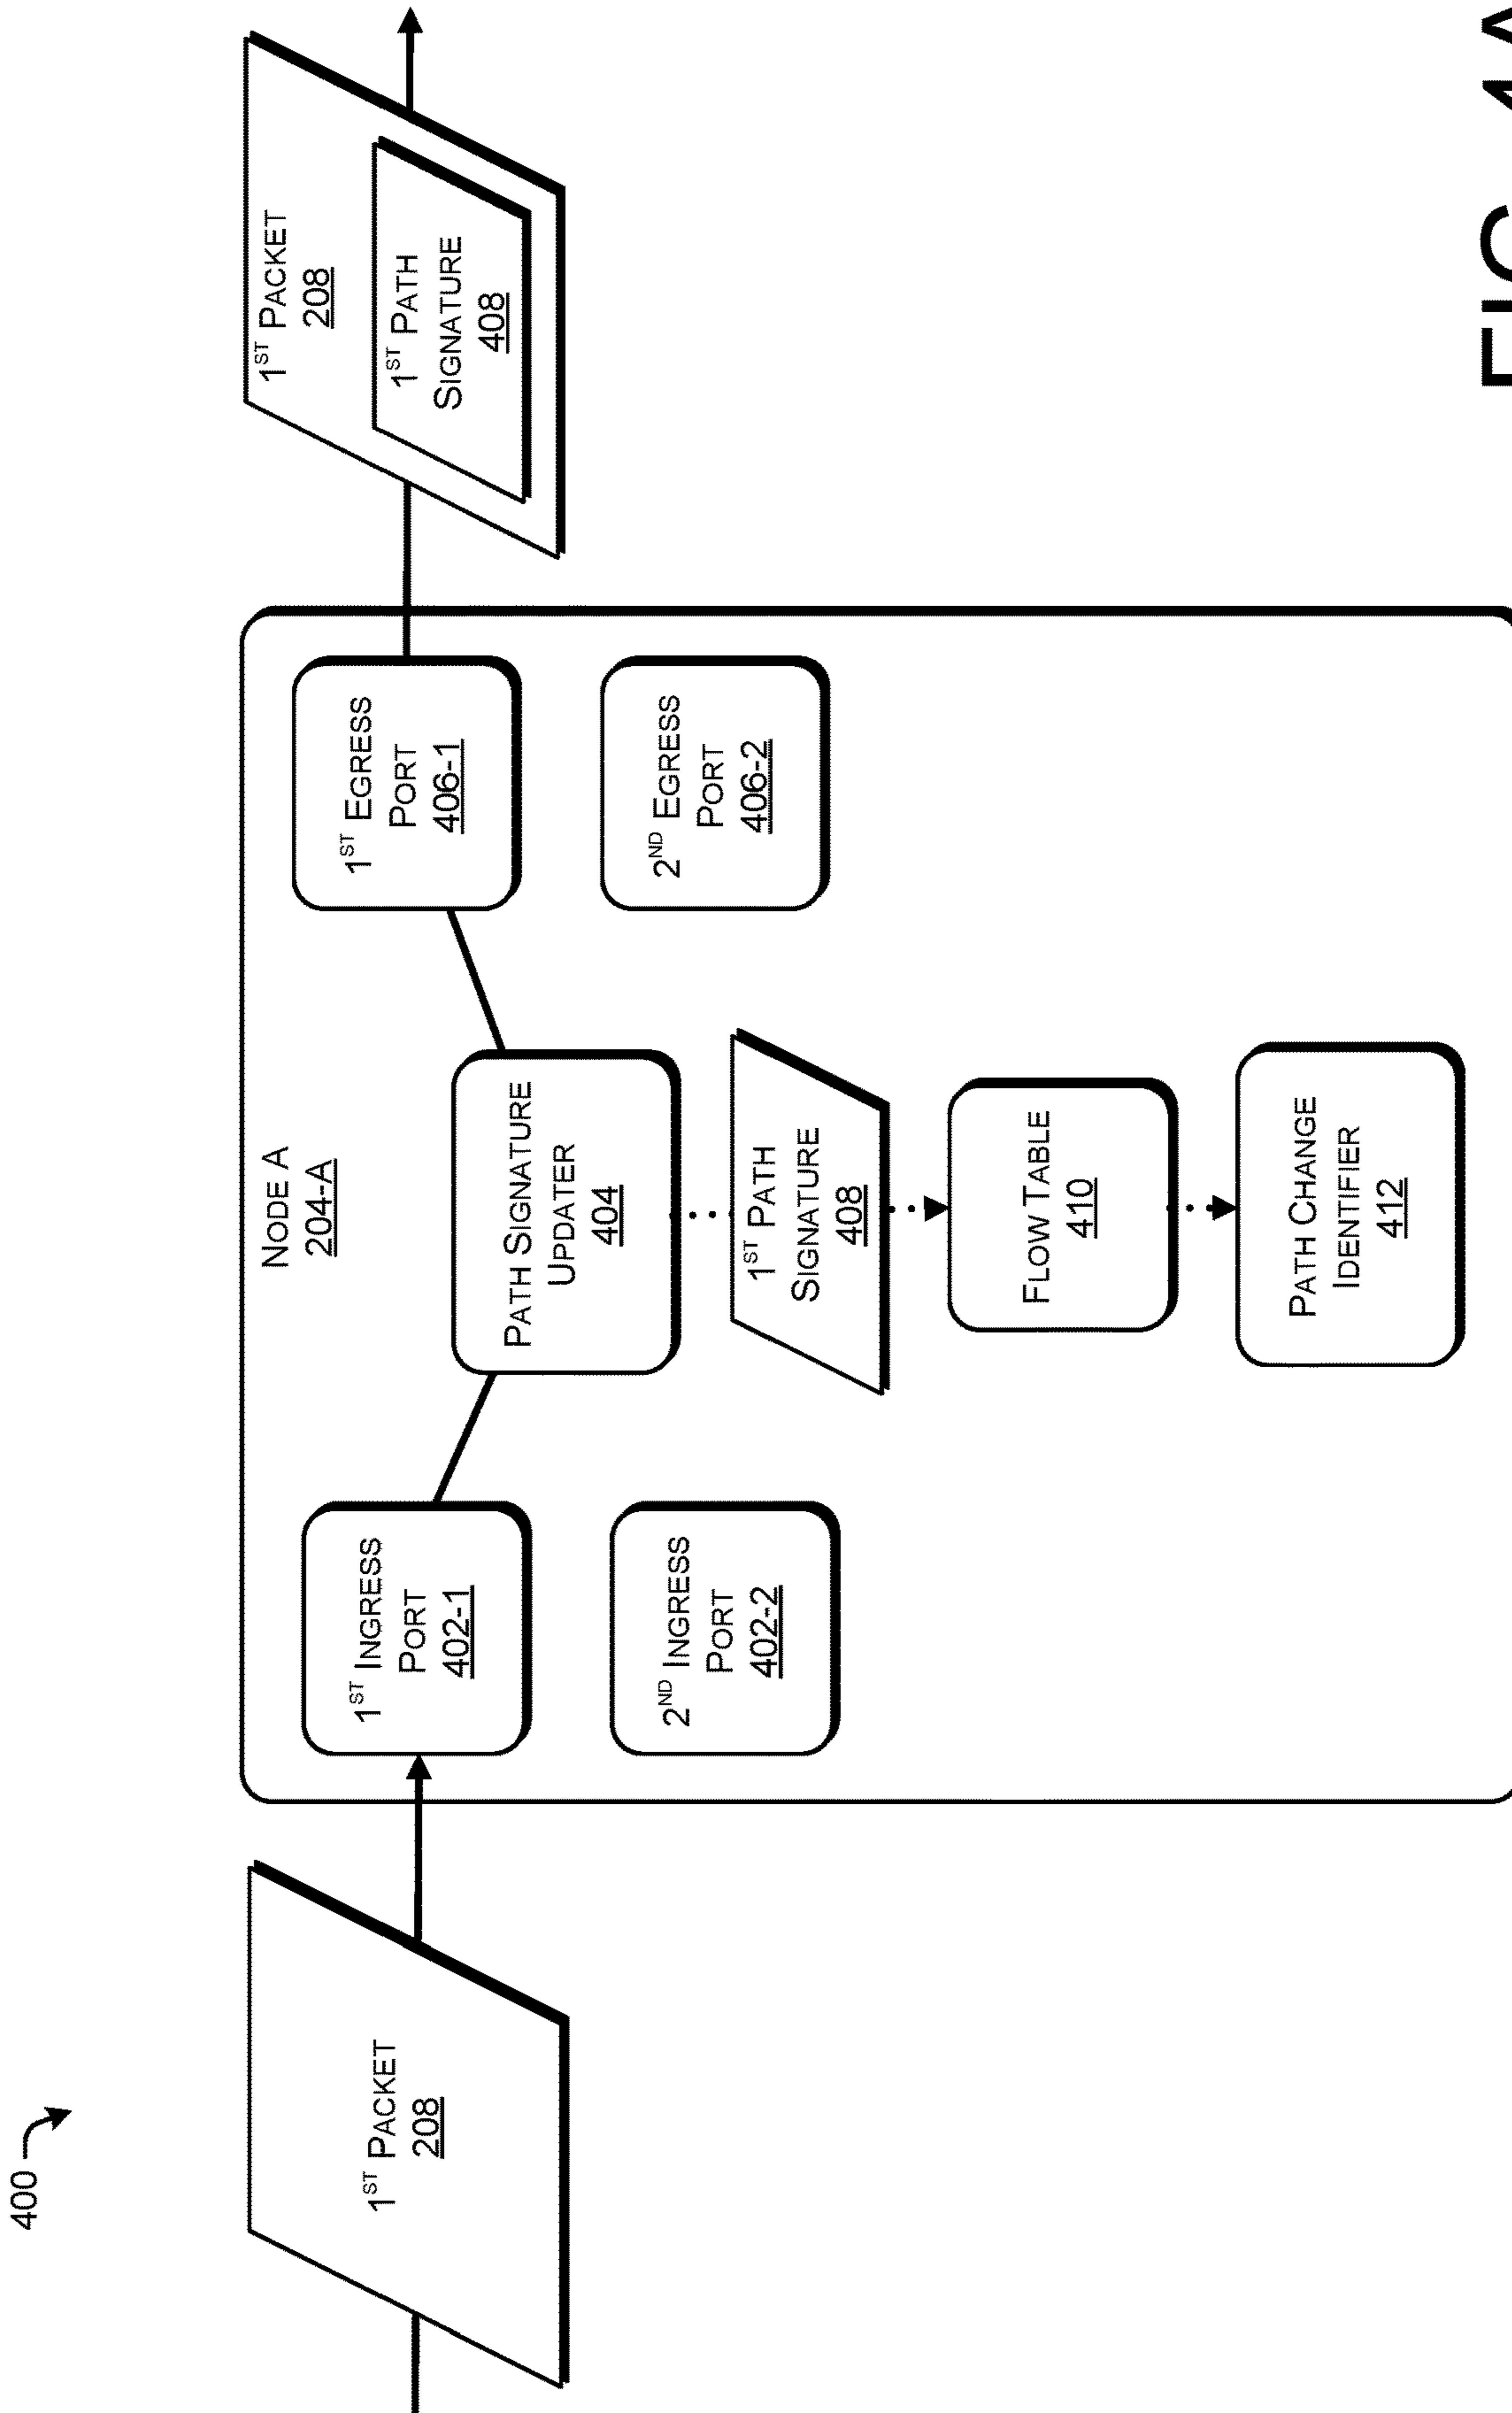 400
1ST PACKET
208
NODE A
204-A
1ST INGRESS
PORT
402-1
2ND INGRESS
PORT
402-2
PATH SIGNATURE
UPDATER
404
1ST PATH
SIGNATURE
408
FLOW TABLE
410
PATH CHANGE
IDENTIFIER
412
1ST EGRESS
PORT
406-1
2ND EGRESS
PORT
406-2
1ST PACKET
208
1ST PATH
SIGNATURE
408
FIG. 4A